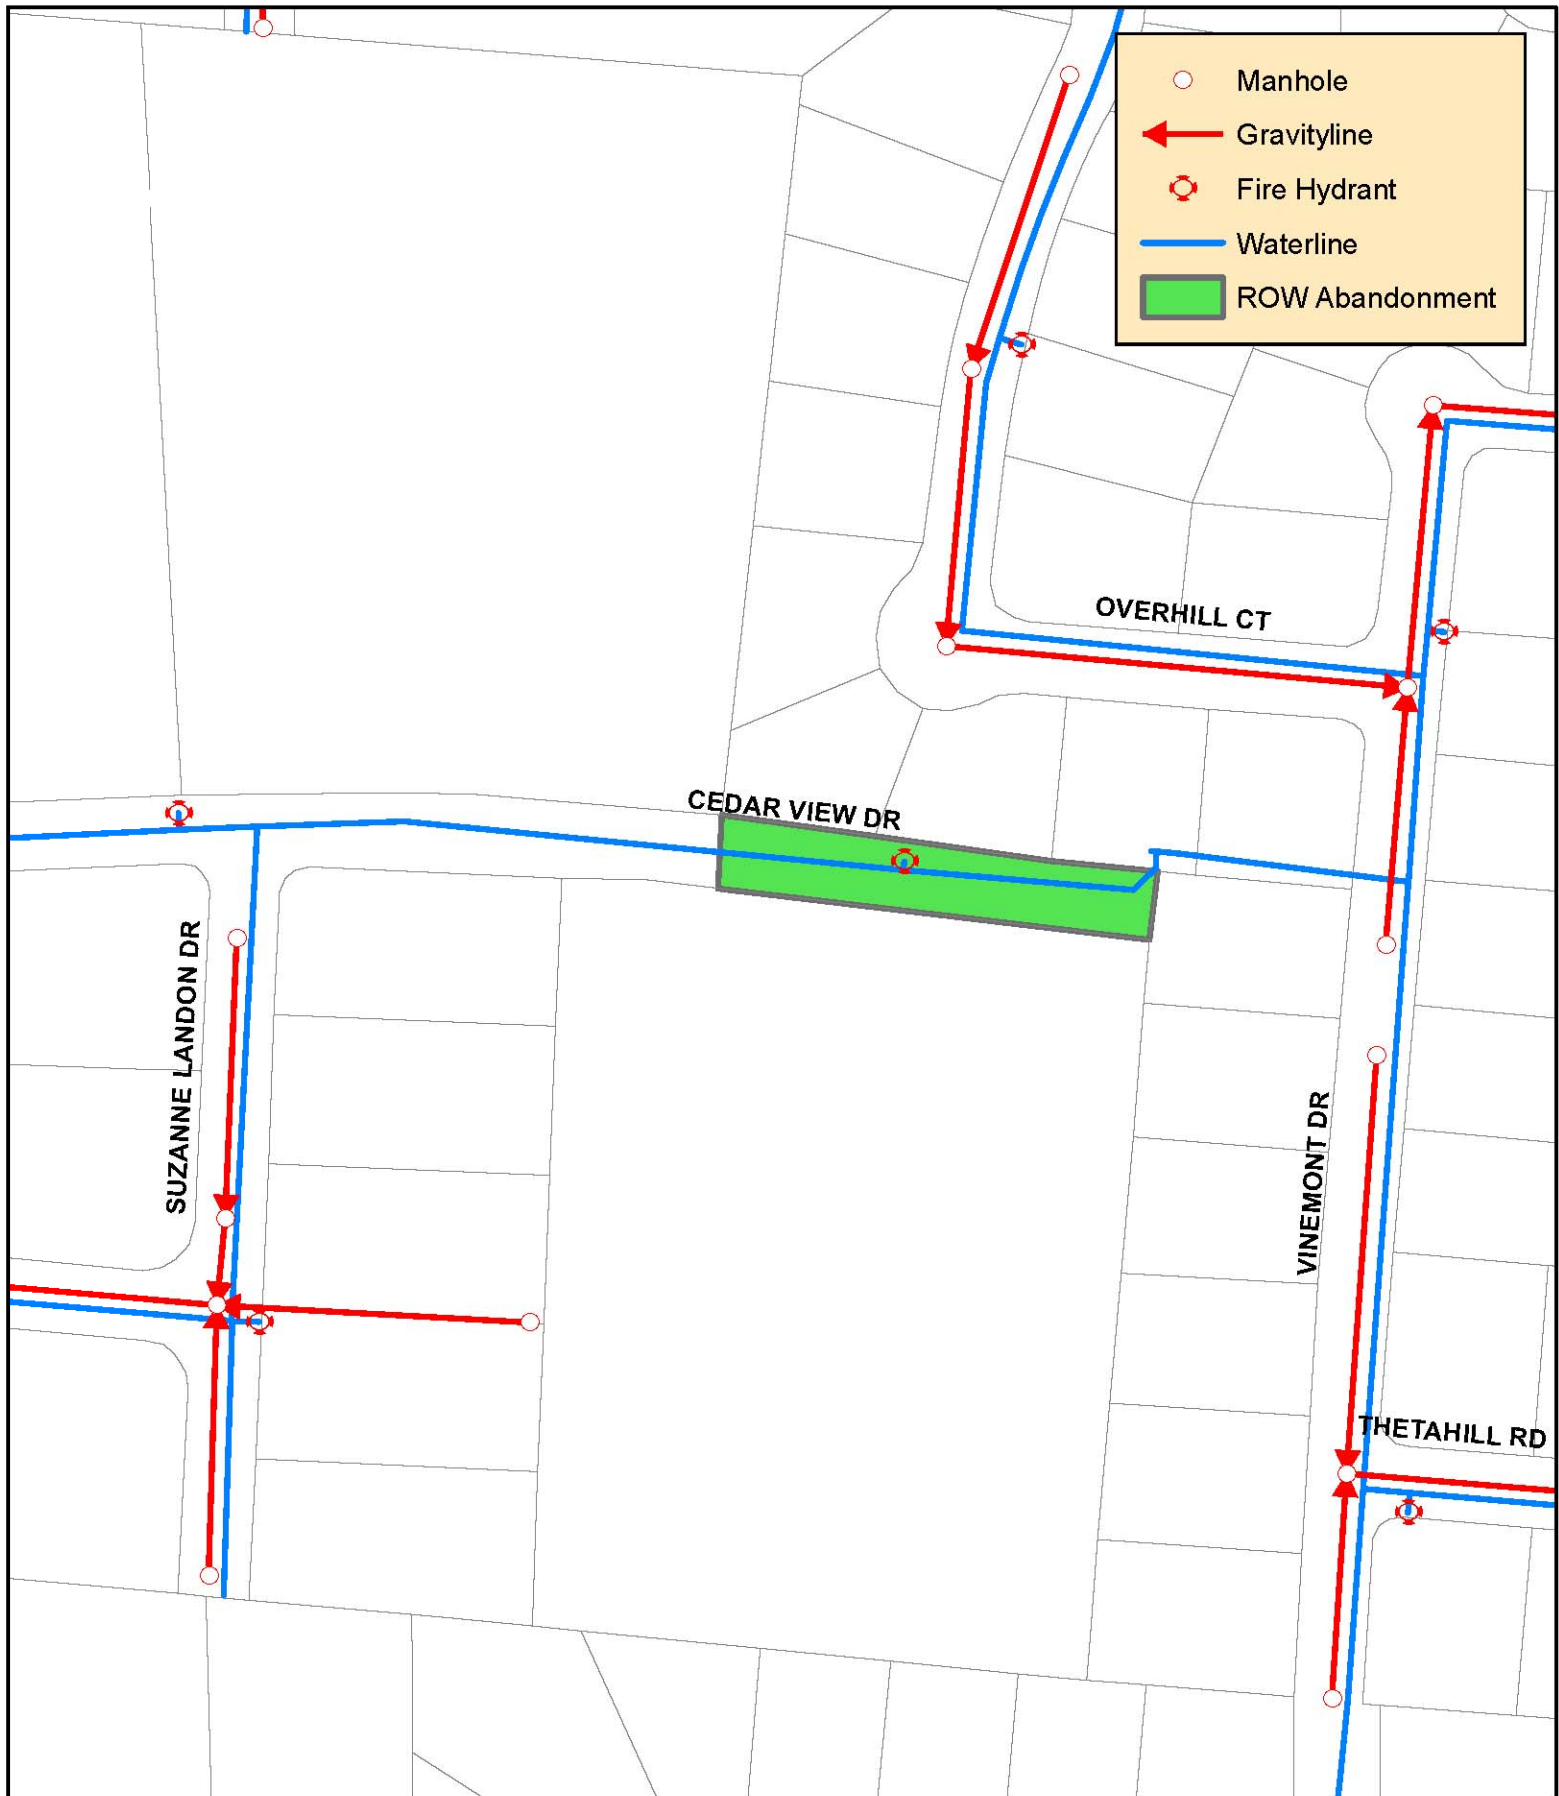 Manhole
Gravityline
Fire Hydrant
Waterline
ROW Abandonment
OVERHILL CT
CEDAR VIEW DR
SUZANNE LANDON DR
VINEMONT DR
THETAHILL RD